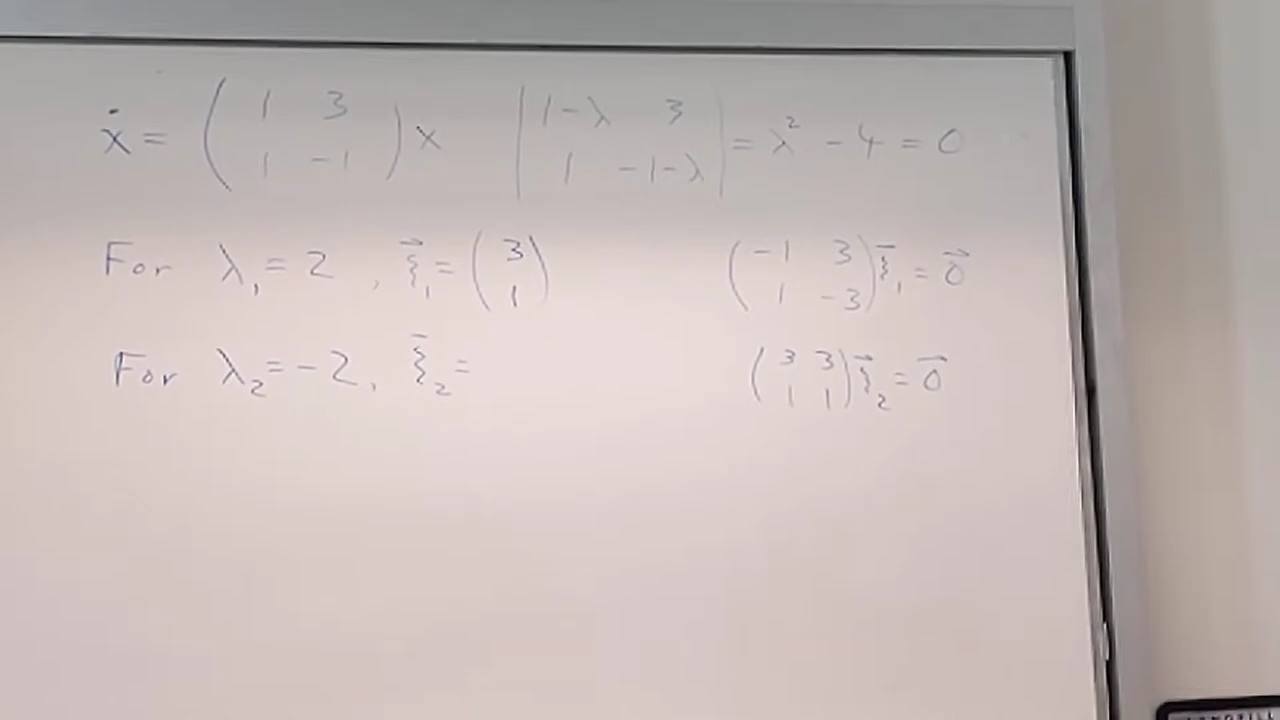 ẋ = ( 1 3 ; 1 -1 ) x | 1-λ 3 ; 1 -1-λ | = λ² - 4 = 0
For λ₁ = 2 , ξ⃗₁ = ( 3 ; 1 ) ( -1 3 ; 1 -3 ) ξ⃗₁ = 0⃗
For λ₂ = -2, ξ⃗₂ = ( 3 3 ; 1 1 ) ξ⃗₂ = 0⃗